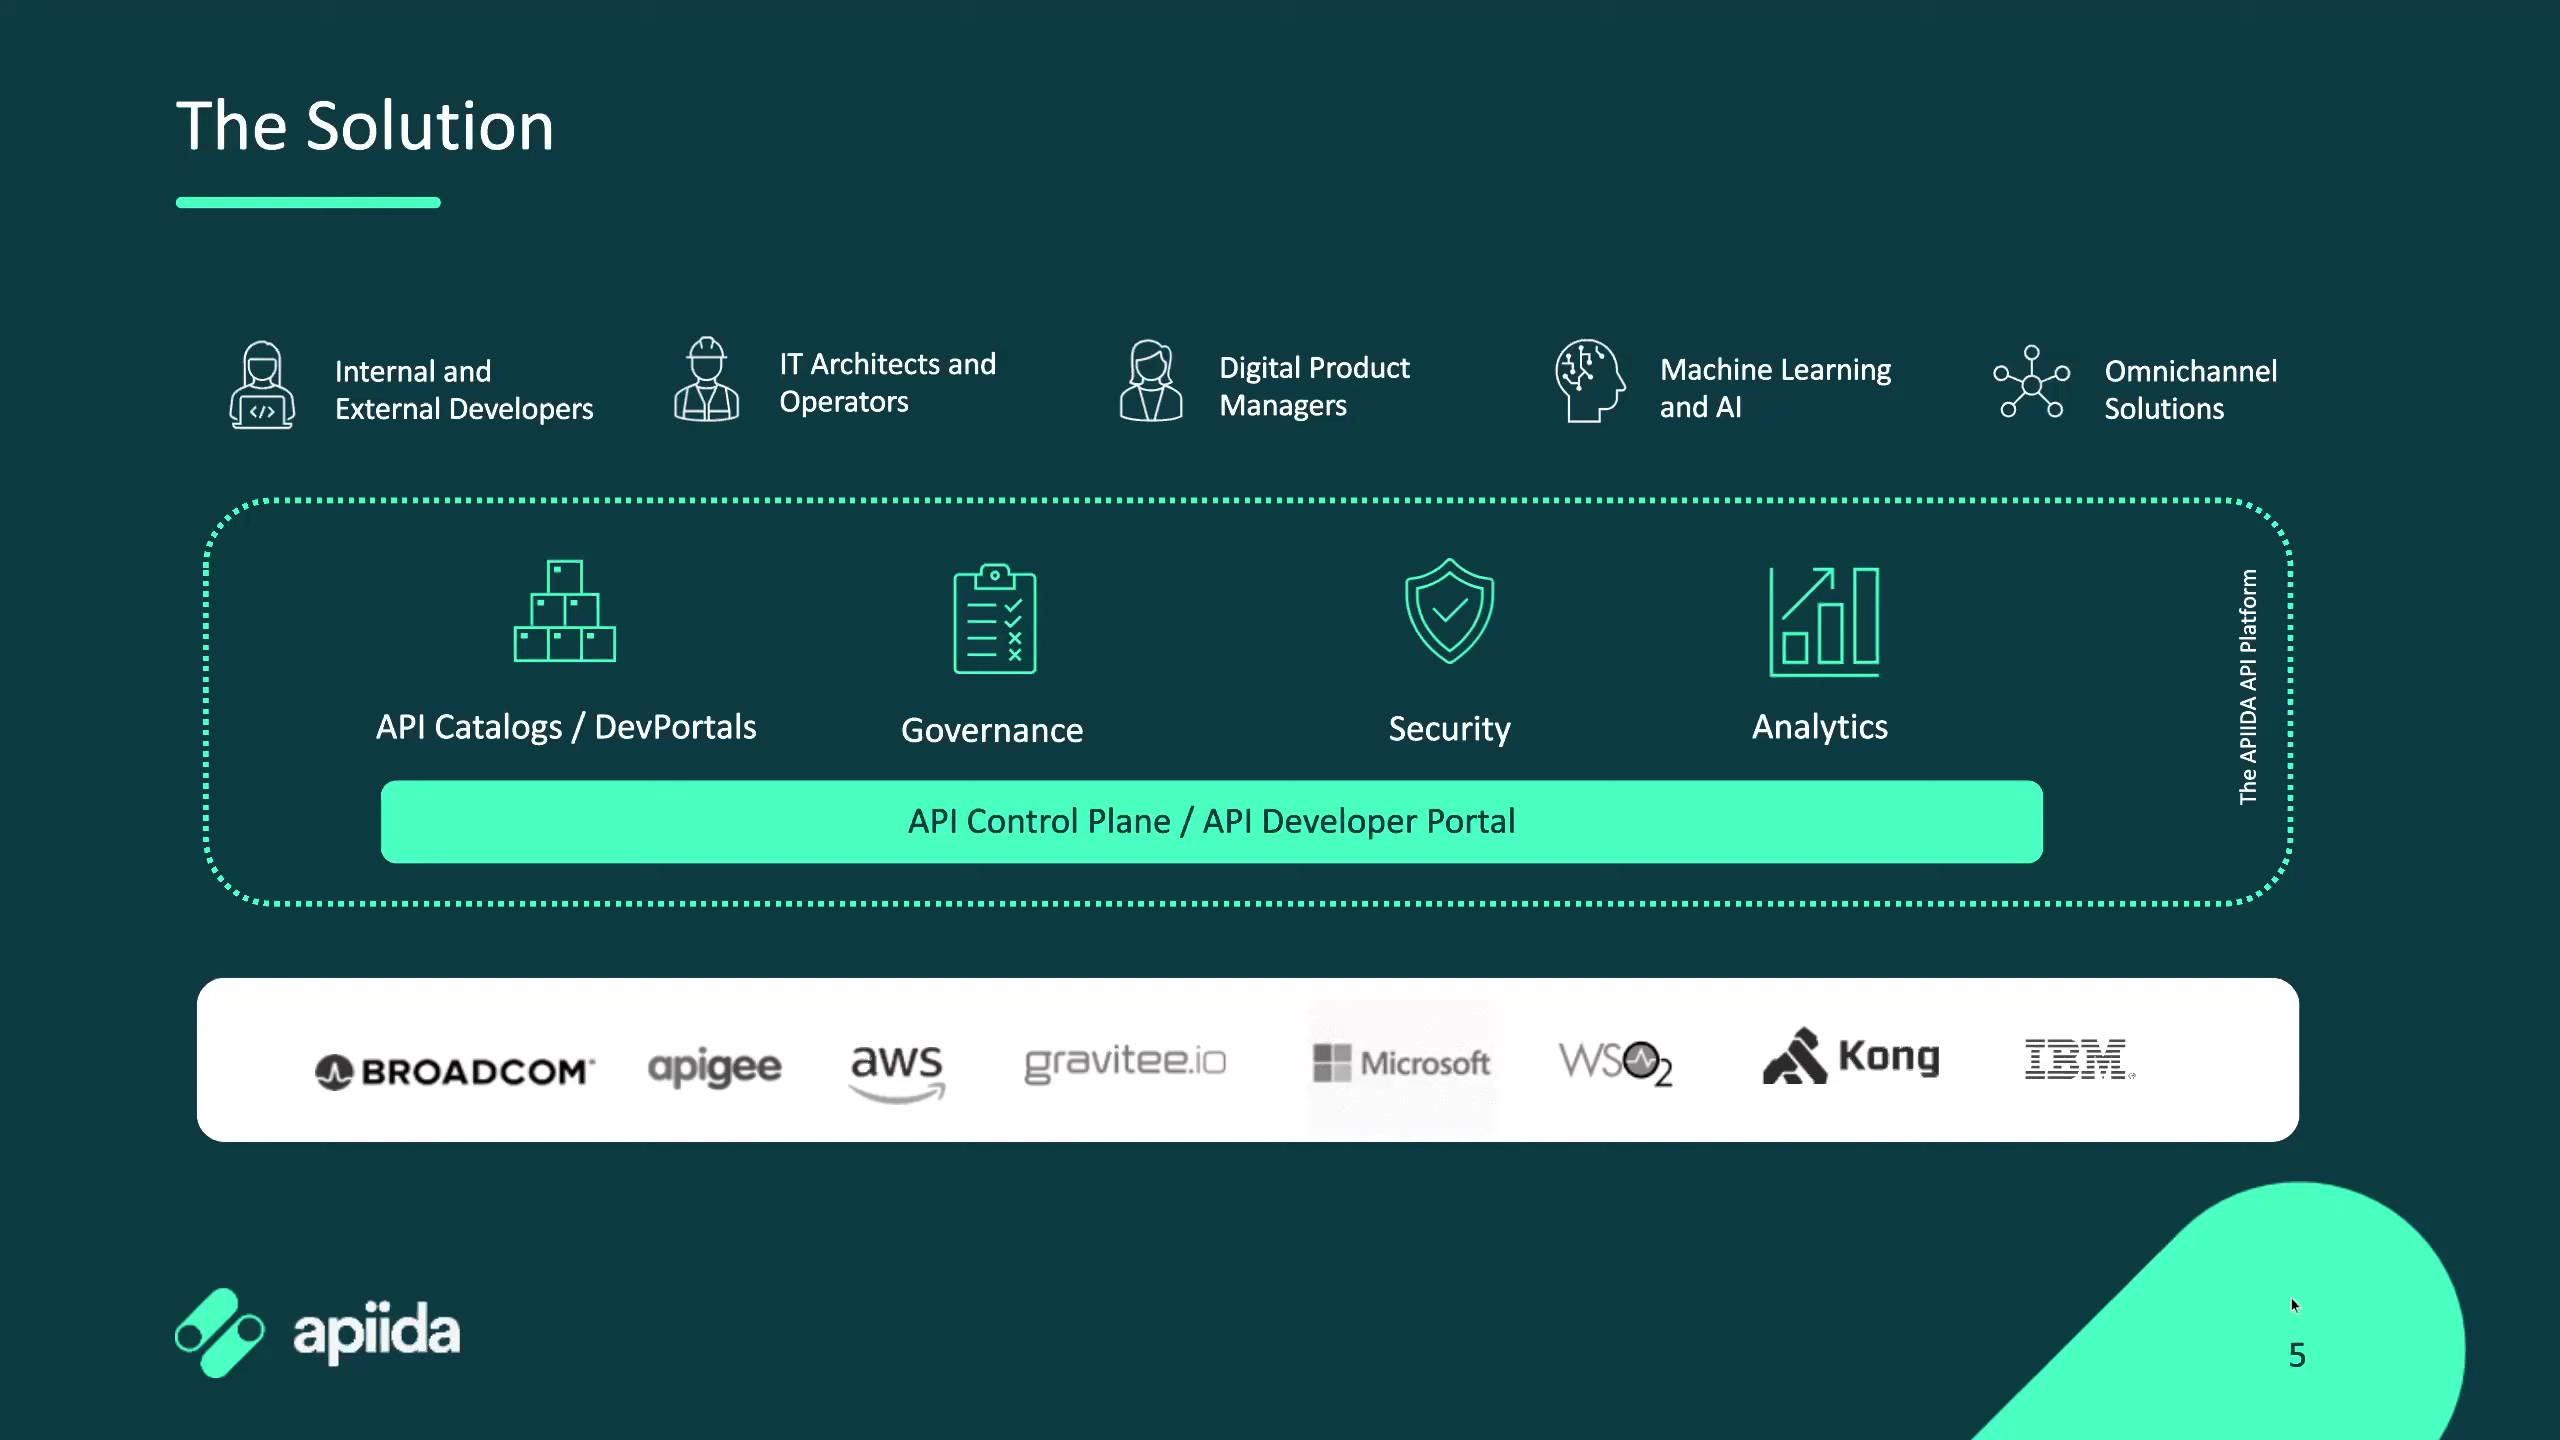 The Solution
Internal and
External Developers
IT Architects and
Operators
Digital Product
Managers
Machine Learning
and AI
Omnichannel
Solutions
</>
API Catalogs / DevPortals
Governance
Security
Analytics
The APIIDA API Platform
API Control Plane / API Developer Portal
BROADCOM
apigee
aws
gravitee.io
Microsoft
WSO2
Kong
IBM
apiida
5